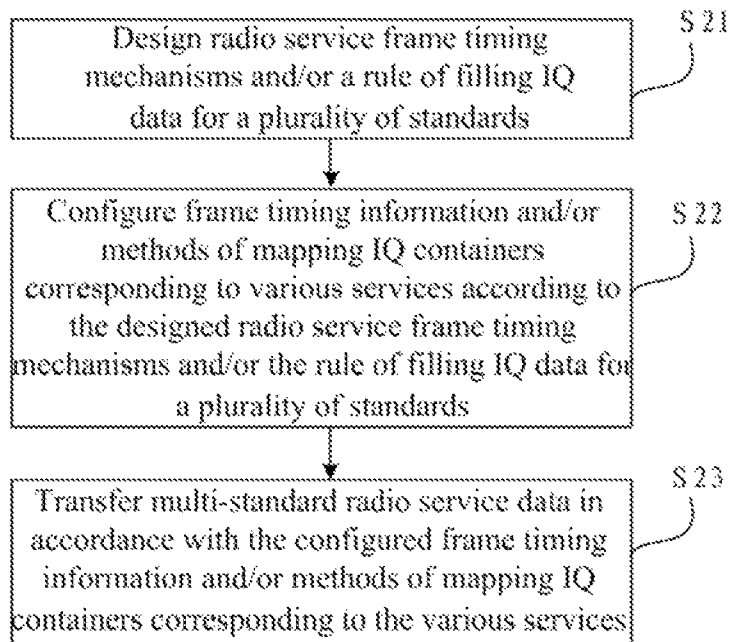 Design radio service frame timing
mechanisms and/or a rule of filling IQ
data for a plurality of standards
S 21
Configure frame timing information and/or
methods of mapping IQ containers
corresponding to various services according to
the designed radio service frame timing
mechanisms and/or the rule of filling IQ data for
a plurality of standards
S 22
Transfer multi-standard radio service data in
accordance with the configured frame timing
information and/or methods of mapping IQ
containers corresponding to the various services
S 23